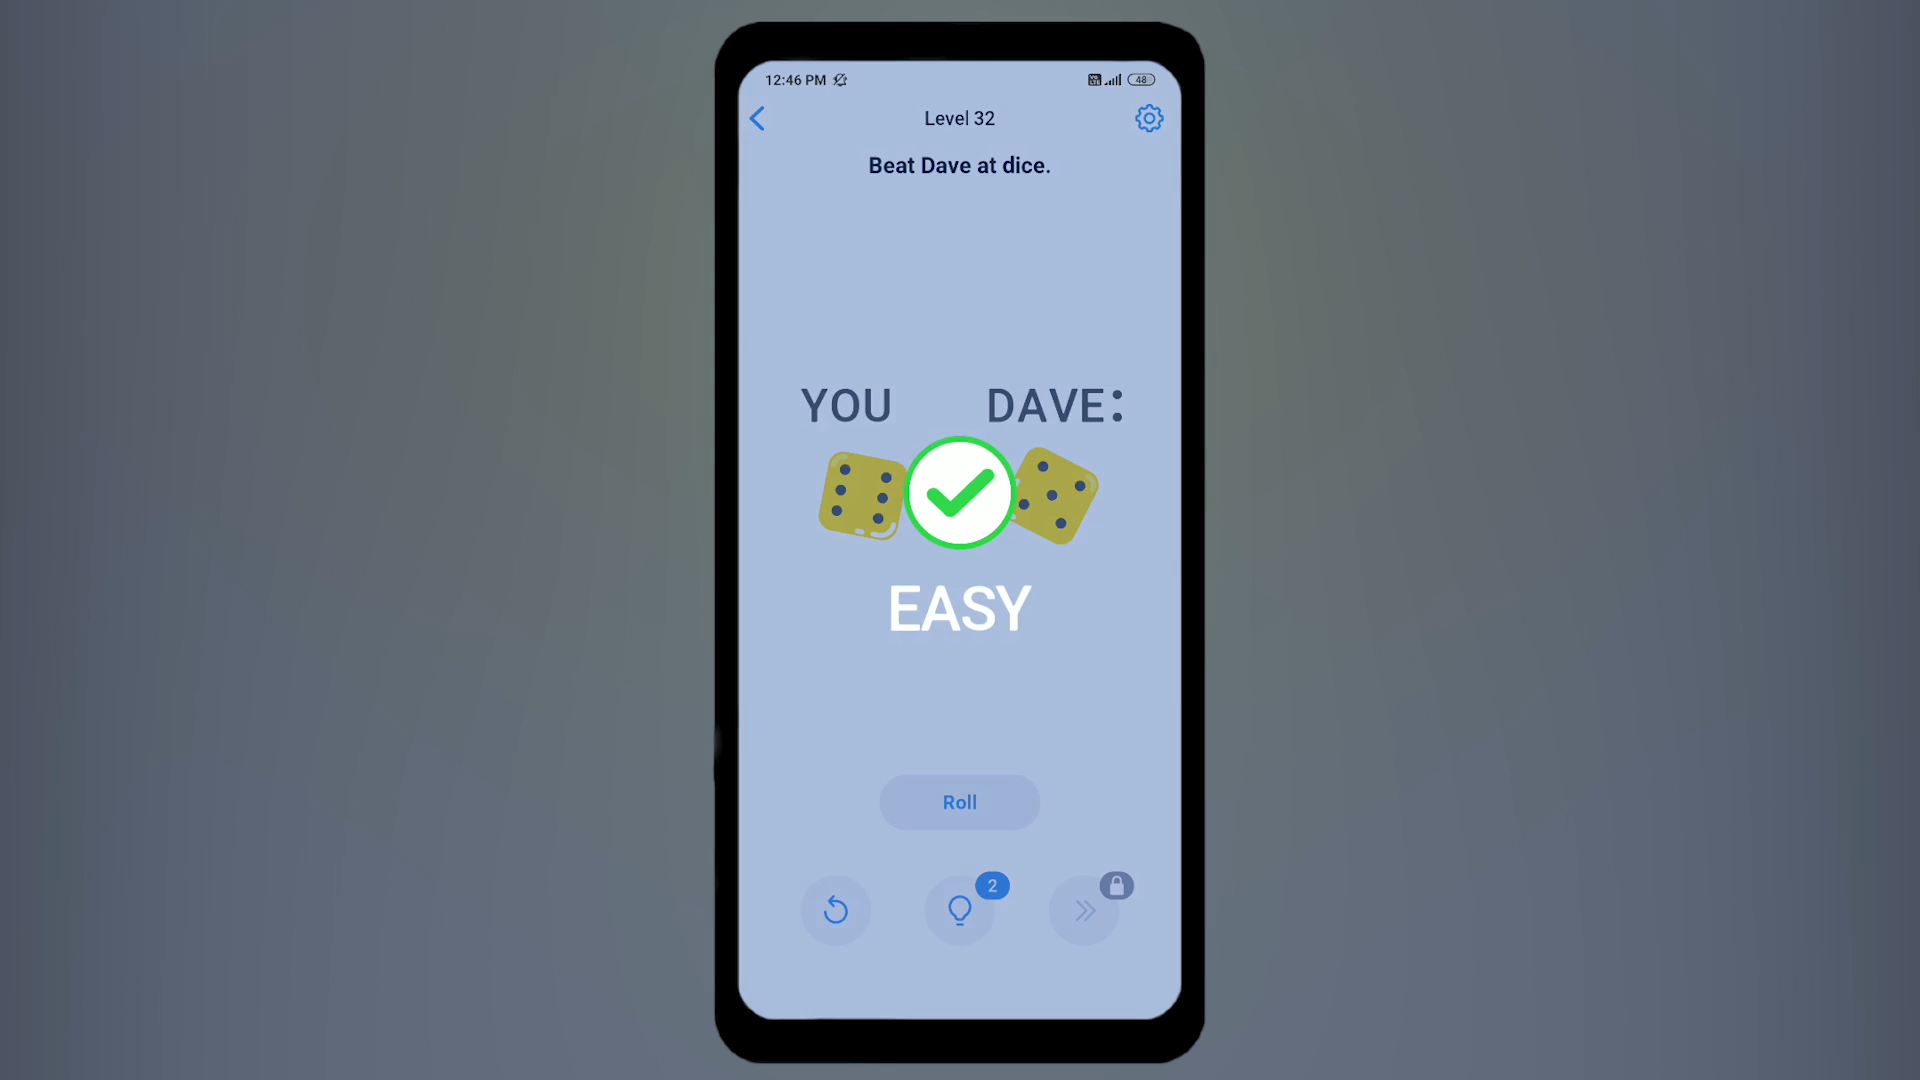 12:46 PM 48
Level 32
Beat Dave at dice.
YOU DAVE:
EASY
Roll
2